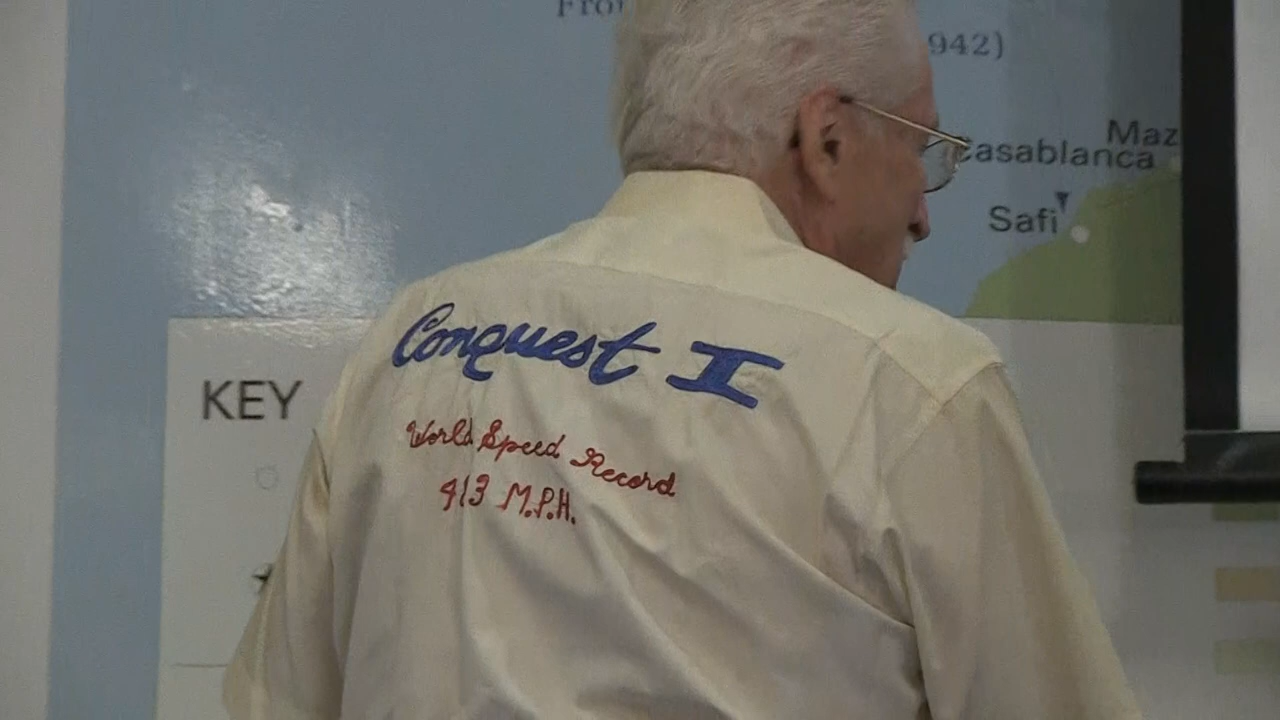 942)
Maz
Casablanca
Safi
KEY
Conquest I
World Speed Record
413 M.P.H.